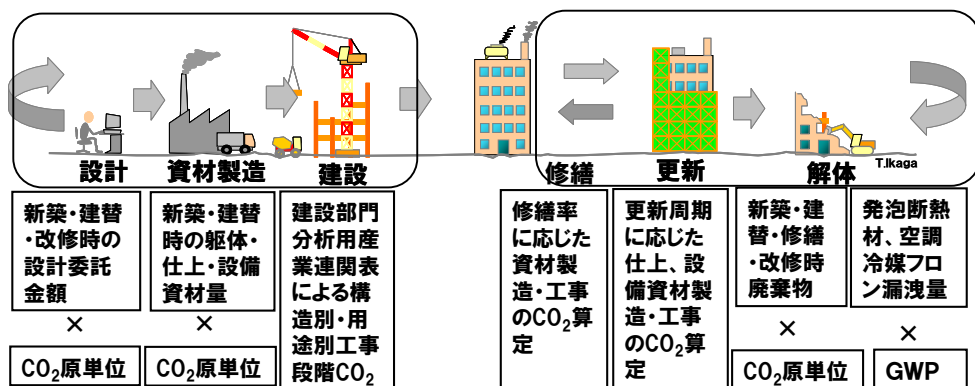 設計
資材製造
建設
修繕
更新
解体
T.Ikaga
新築・建替
・改修時の
設計委託
金額
×
CO₂原単位
新築・建替
時の躯体・
仕上・設備
資材量
×
CO₂原単位
建設部門
分析用産
業連関表
による構
造別・用
途別工事
段階CO₂
修繕率
に応じた
資材製
造・工事
のCO₂算
定
更新周期
に応じた
仕上、設
備資材製
造・工事
のCO₂算
定
新築・建
替・修繕
・改修時
廃棄物
×
CO₂原単位
発泡断熱
材、空調
冷媒フロ
ン漏洩量
×
GWP